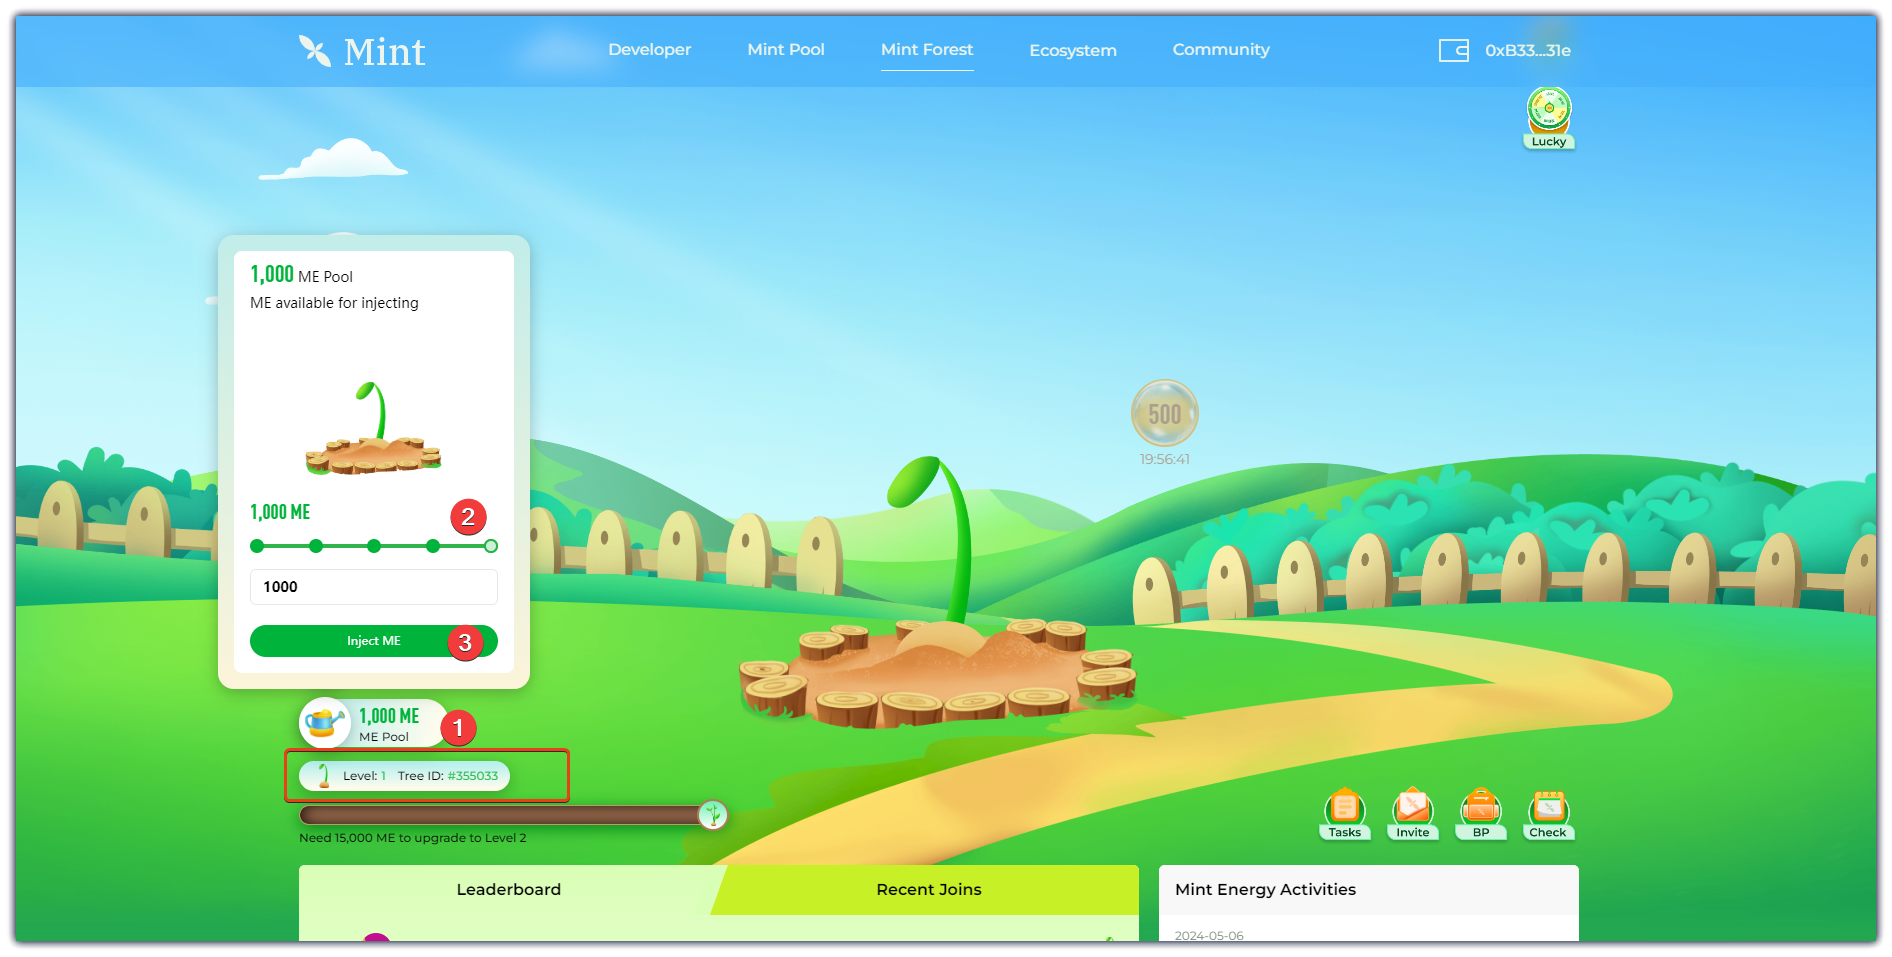 Mint
Developer
Mint Pool
Mint Forest
Ecosystem
Community
0xB33...31e
Lucky
1,000 ME Pool
ME available for injecting
500
19:56:41
1,000 ME
2
1000
Inject ME
3
1,000 ME
ME Pool
1
Level: 1 Tree ID: #355033
Need 15,000 ME to upgrade to Level 2
Tasks
Invite
BP
Check
Leaderboard
Recent Joins
Mint Energy Activities
2024-05-06